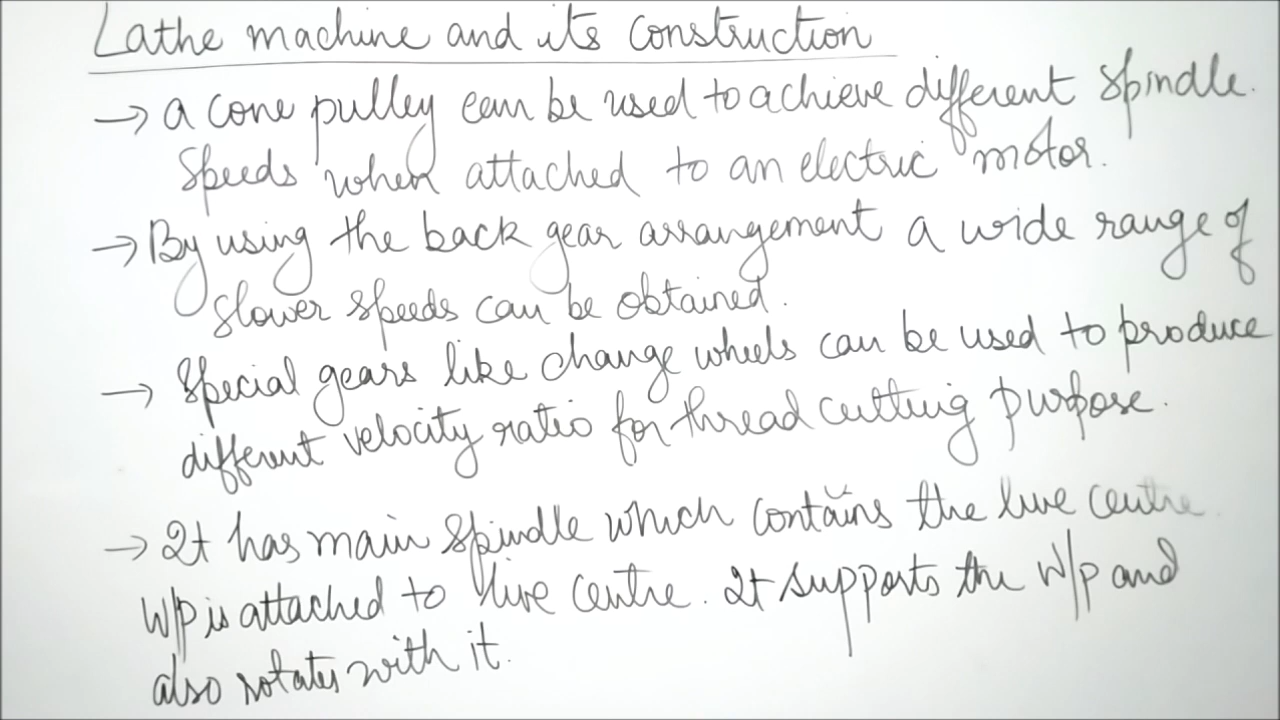 Lathe machine and its construction
→ a cone pulley can be used to achieve different spindle.
speeds when attached to an electric motor.
→ By using the back gear arrangement a wide range of
slower speeds can be obtained.
→ Special gears like change wheels can be used to produce
different velocity ratio for thread cutting purpose.
→ It has main spindle which contains the live centre.
W/P is attached to live centre. It supports the W/P and
also rotates with it.